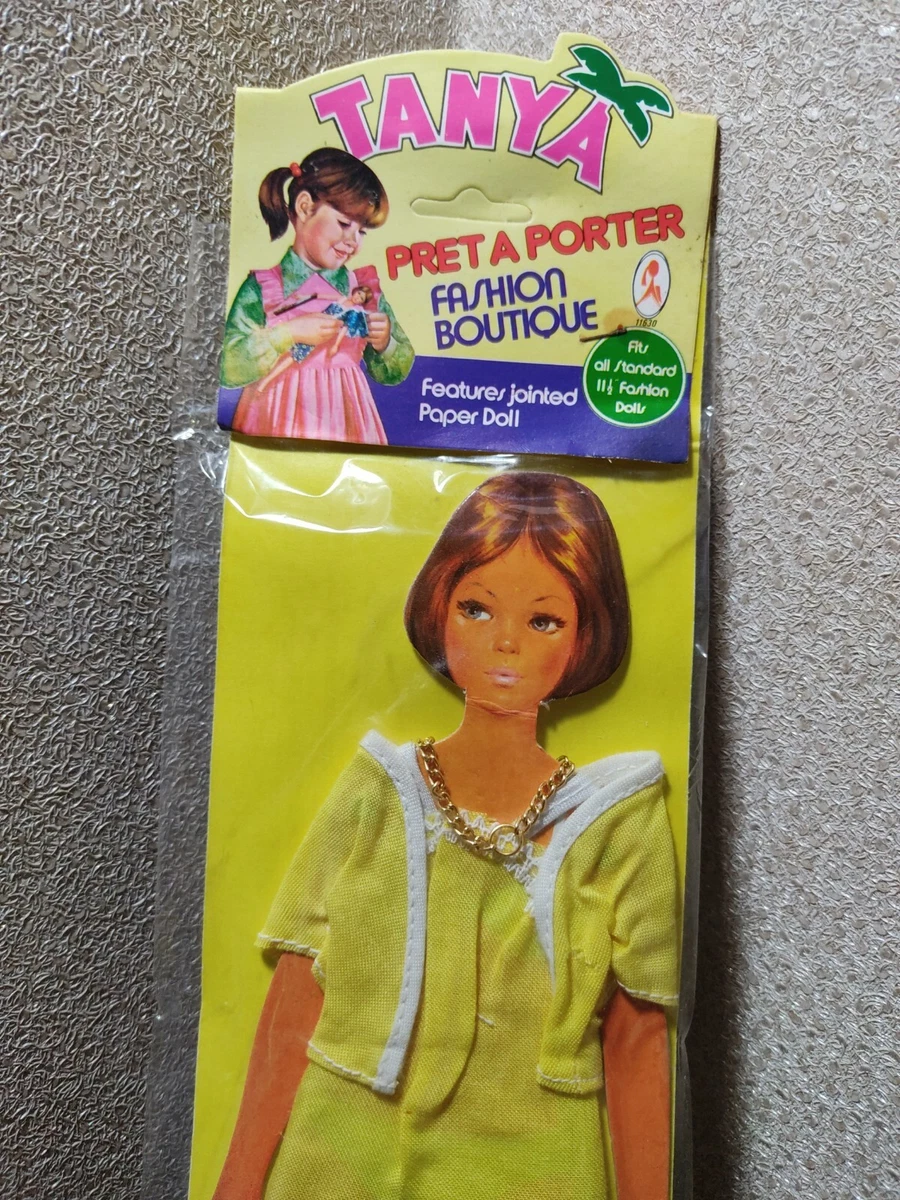 TANYA
PRET A PORTER
FASHION
BOUTIQUE
11630
Fits
all Standard
11½" Fashion
Dolls
Features jointed
Paper Doll